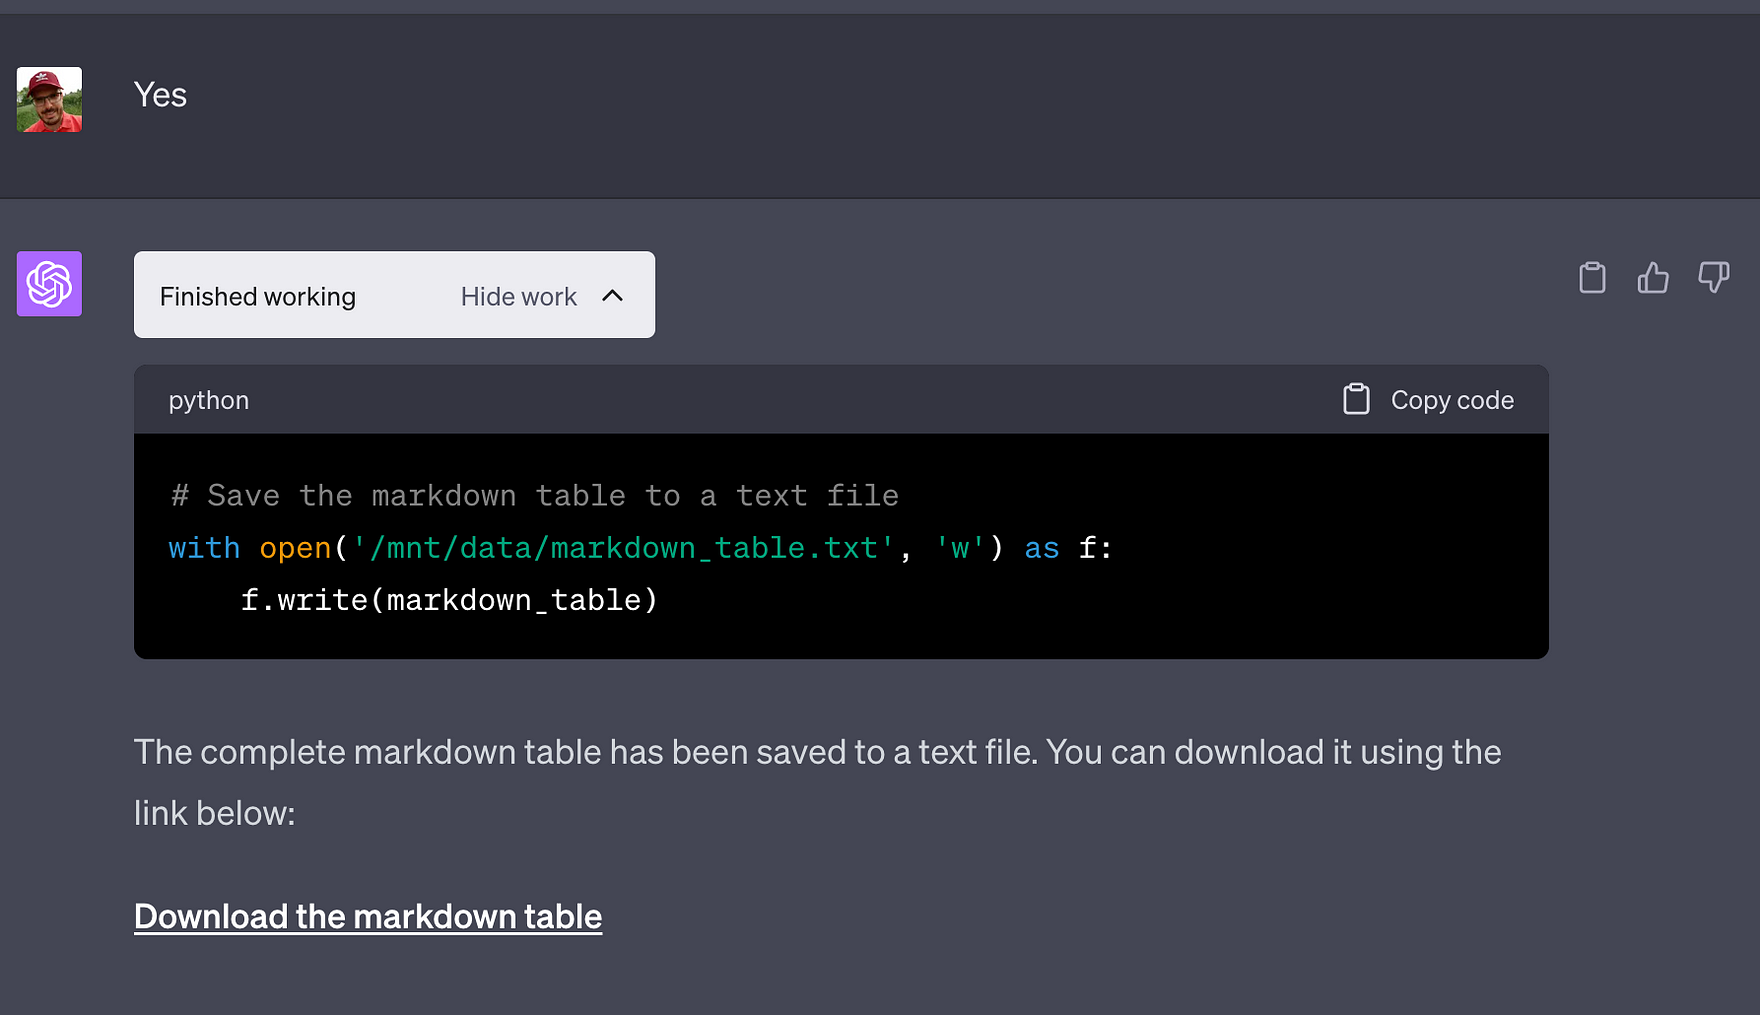 Yes
Finished working Hide work
python Copy code
# Save the markdown table to a text file
with open('/mnt/data/markdown_table.txt', 'w') as f:
    f.write(markdown_table)
The complete markdown table has been saved to a text file. You can download it using the
link below:
Download the markdown table